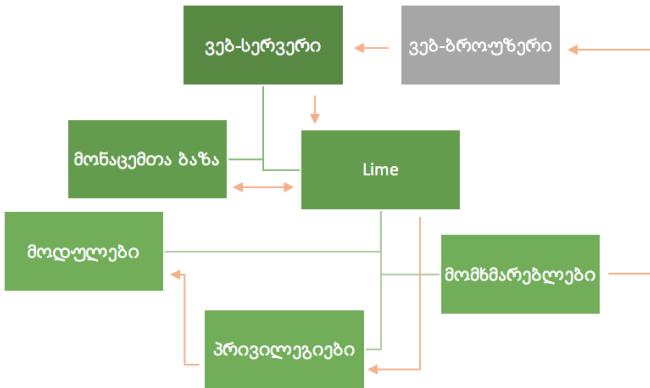 ვებ-სერვერი
ვებ-ბროუზერი
მონაცემთა ბაზა
Lime
მოდულები
მომხმარებლები
პრივილეგიები